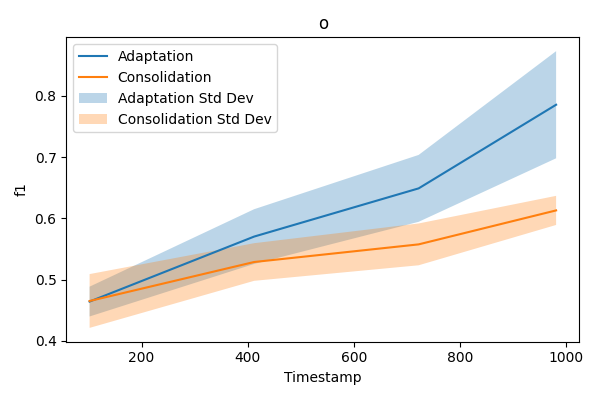 o
Adaptation
Consolidation
Adaptation Std Dev
Consolidation Std Dev
f1
0.8
0.7
0.6
0.5
0.4
200 400 600 800 1000
Timestamp